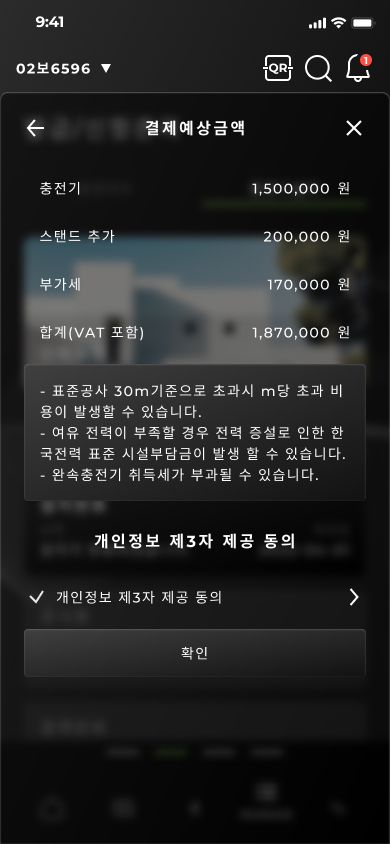 9:41
02보6596 ▼
QR
1
결제예상금액
충전기 1,500,000 원
스탠드 추가 200,000 원
부가세 170,000 원
합계(VAT 포함) 1,870,000 원
- 표준공사 30m기준으로 초과시 m당 초과 비
용이 발생할 수 있습니다.
- 여유 전력이 부족할 경우 전력 증설로 인한 한
국전력 표준 시설부담금이 발생 할 수 있습니다.
- 완속충전기 취득세가 부과될 수 있습니다.
개인정보 제3자 제공 동의
개인정보 제3자 제공 동의
확인